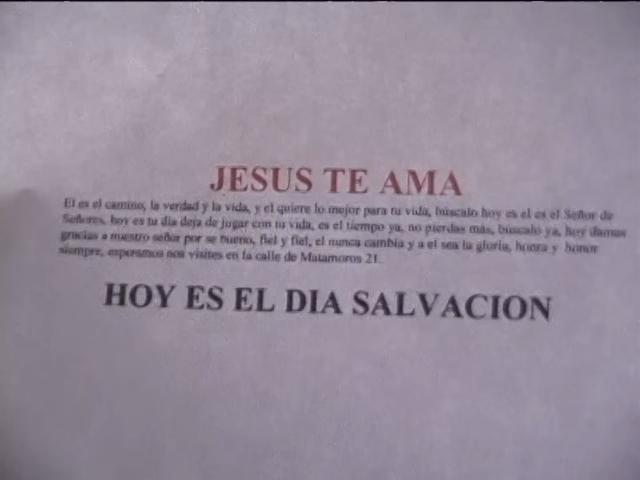 JESUS TE AMA
El es el camino, la verdad y la vida, y el quiere lo mejor para tu vida, búscalo hoy es el es el Señor de
Señores, hoy es tu dia deja de jugar con tu vida, es el tiempo ya, no pierdas más, búscalo ya, hoy damos
gracias a nuestro señor por se bueno, fiel y fiel, el nunca cambia y a el sea la gloria, honra y honor
siempre, esperamos nos visites en la calle de Matamoros 21.
HOY ES EL DIA SALVACION